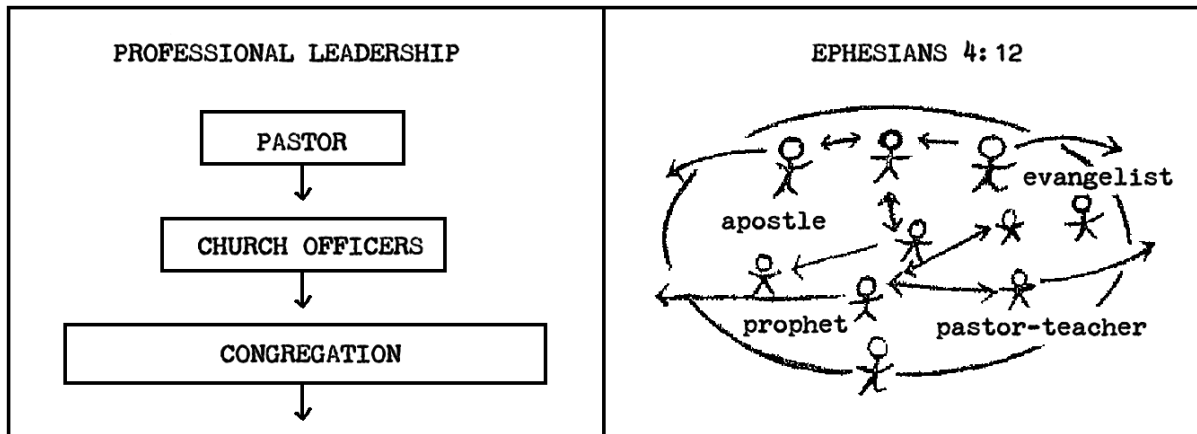 PROFESSIONAL LEADERSHIP
PASTOR
CHURCH OFFICERS
CONGREGATION
EPHESIANS 4:12
evangelist
apostle
prophet
pastor-teacher